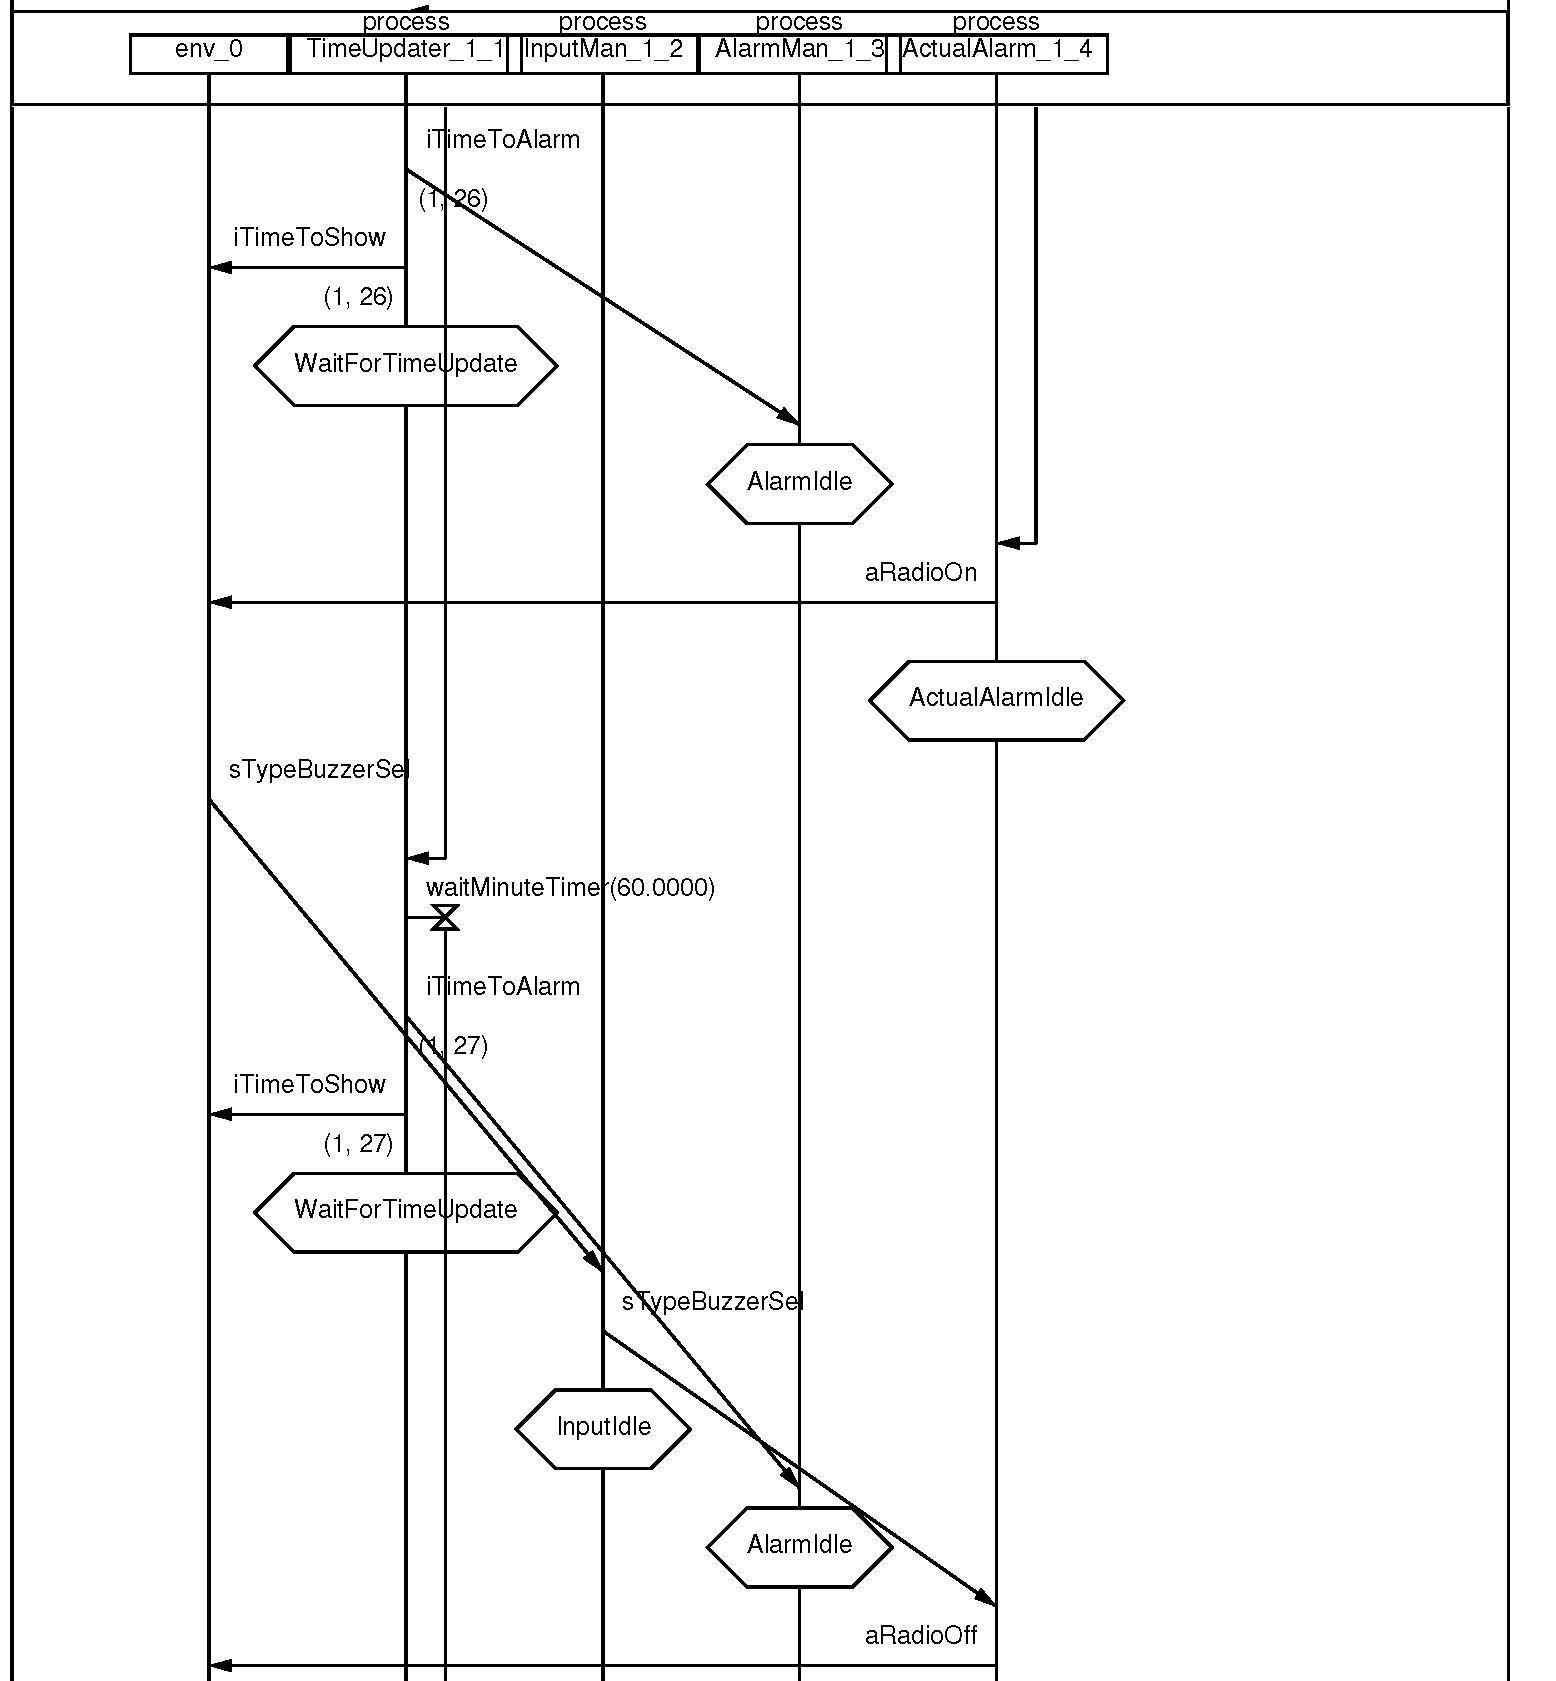 process process process process
env_0 TimeUpdater_1_1 InputMan_1_2 AlarmMan_1_3 ActualAlarm_1_4
iTimeToAlarm
(1, 26)
iTimeToShow
(1, 26)
WaitForTimeUpdate
AlarmIdle
aRadioOn
ActualAlarmIdle
sTypeBuzzerSel
waitMinuteTimer(60.0000)
iTimeToAlarm
(1, 27)
iTimeToShow
(1, 27)
WaitForTimeUpdate
sTypeBuzzerSel
InputIdle
AlarmIdle
aRadioOff